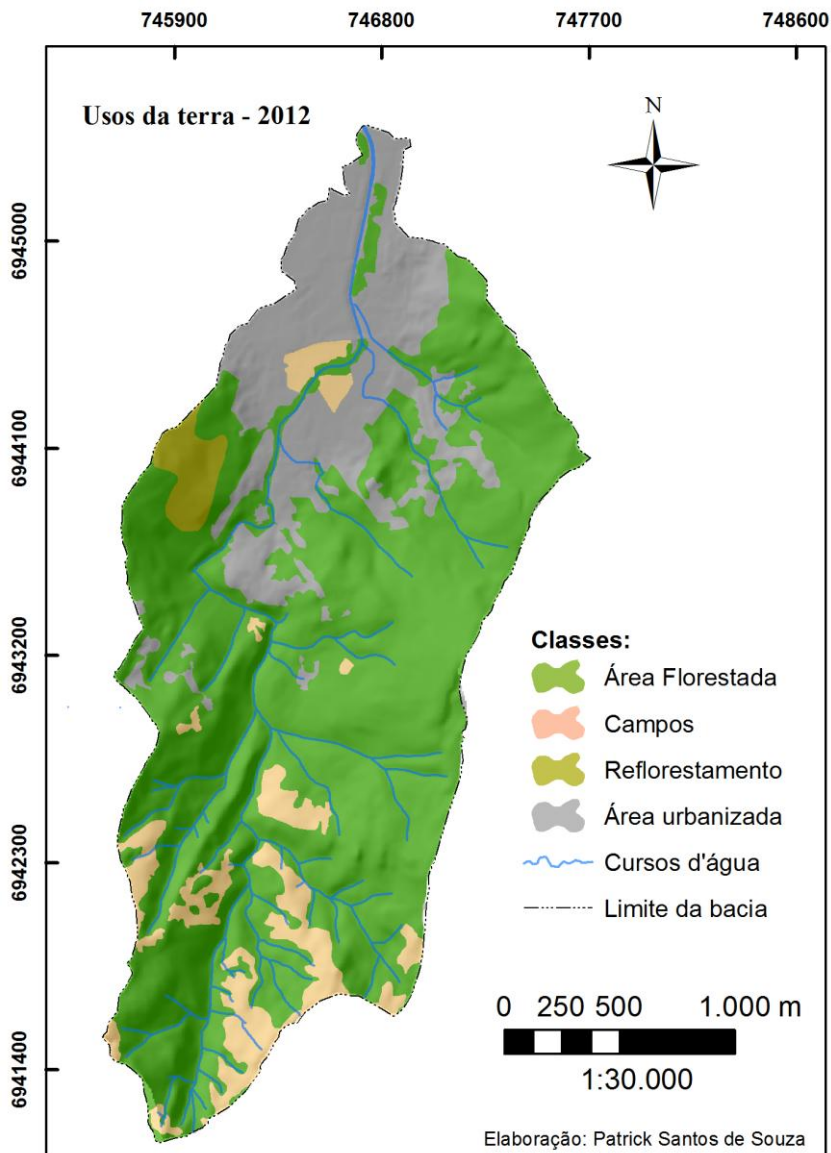 745900 746800 747700 748600
Usos da terra - 2012
N
6945000
6944100
6943200
6942300
6941400
Classes:
Área Florestada
Campos
Reflorestamento
Área urbanizada
Cursos d'água
Limite da bacia
0 250 500 1.000 m
1:30.000
Elaboração: Patrick Santos de Souza